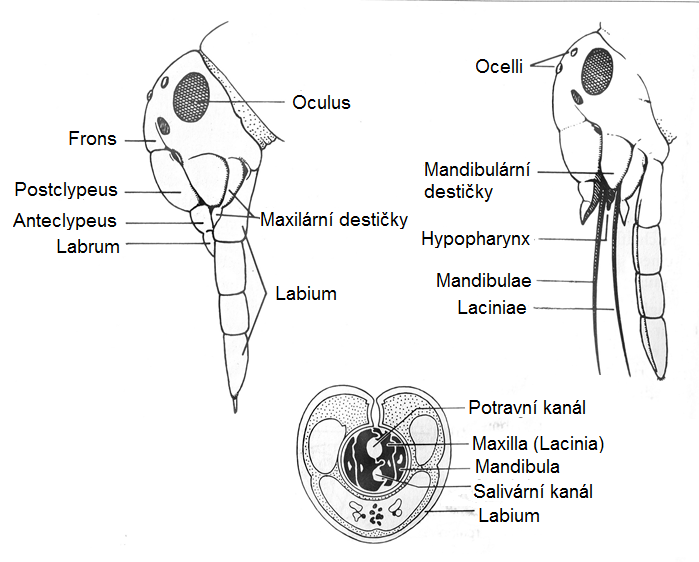 Oculus
Frons
Postclypeus
Anteclypeus
Maxilární destičky
Labrum
Labium
Ocelli
Mandibulární
destičky
Hypopharynx
Mandibulae
Laciniae
Potravní kanál
Maxilla (Lacinia)
Mandibula
Salivární kanál
Labium